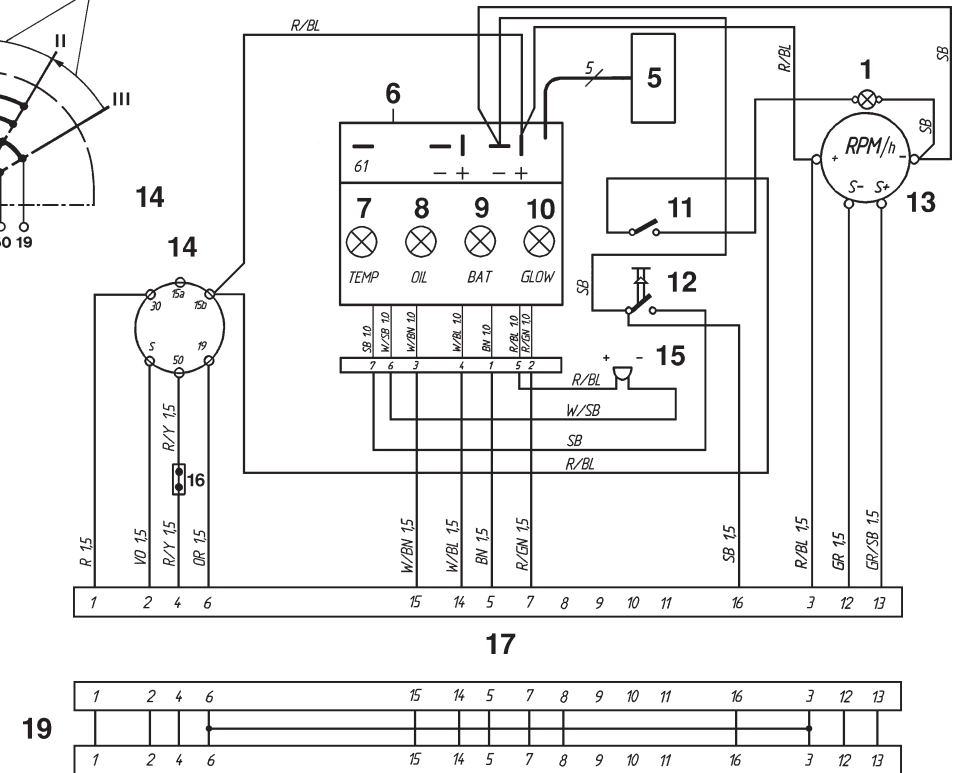 II
III
50 19
14
R/BL
5
5
6
R/BL
SB
1
SB
RPM/h
+ −
S− S+
13
61
− + − +
7 8 9 10
TEMP OIL BAT GLOW
11
12
SB
14
30 15a 15b
S 50 19
SB 1.0
W/SB 1.0
W/BN 1.0
W/BL 1.0
BN 1.0
R/BL 1.0
R/GN 1.0
7 6 3 4 1 5 2
+ −
15
R/BL
W/SB
SB
R/BL
R/Y 1,5
16
R 1,5
VO 1,5
R/Y 1,5
OR 1,5
W/BN 1,5
W/BL 1,5
BN 1,5
R/GN 1,5
SB 1,5
R/BL 1,5
GR 1.5
GR/SB 1,5
1 2 4 6 15 14 5 7 8 9 10 11 16 3 12 13
17
1 2 4 6 15 14 5 7 8 9 10 11 16 3 12 13
19
1 2 4 6 15 14 5 7 8 9 10 11 16 3 12 13